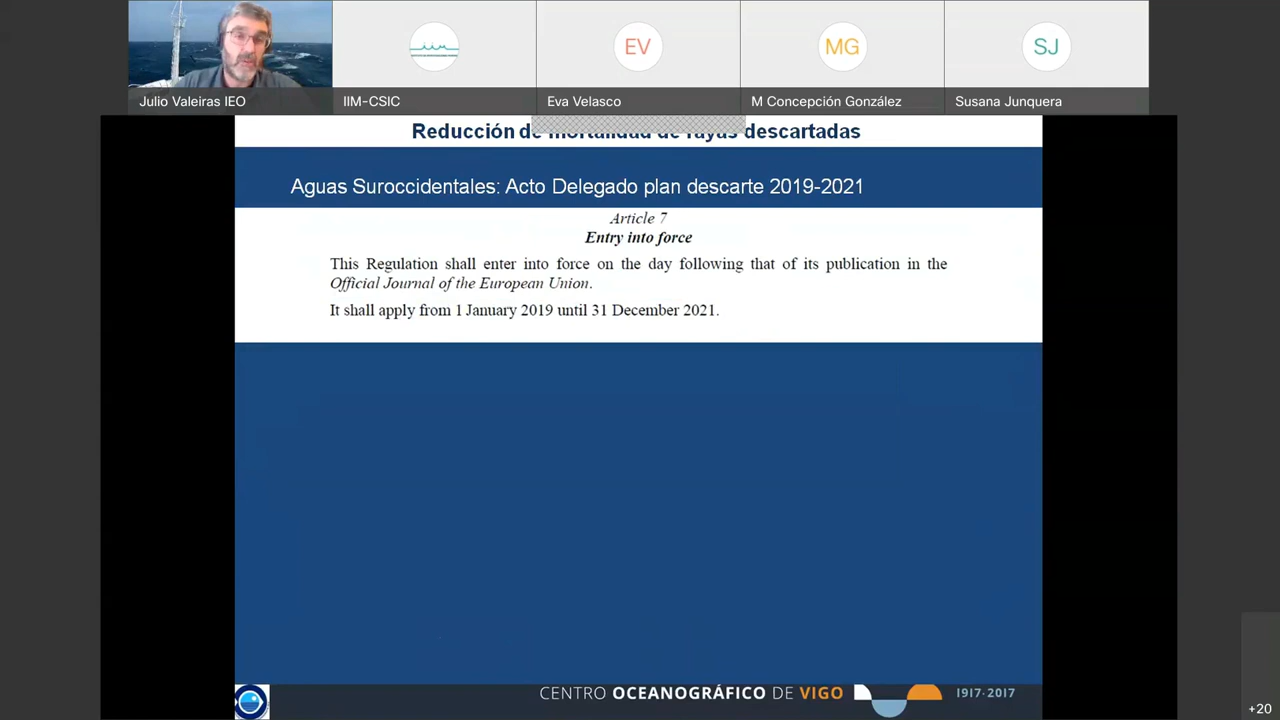 EV
MG
SJ
Julio Valeiras IEO
IIM-CSIC
Eva Velasco
M Concepción González
Susana Junquera
Reducción de mortalidad de rayas descartadas
Aguas Suroccidentales: Acto Delegado plan descarte 2019-2021
Article 7
Entry into force
This Regulation shall enter into force on the day following that of its publication in the
Official Journal of the European Union.
It shall apply from 1 January 2019 until 31 December 2021.
CENTRO OCEANOGRÁFICO DE VIGO 1917·2017
+20